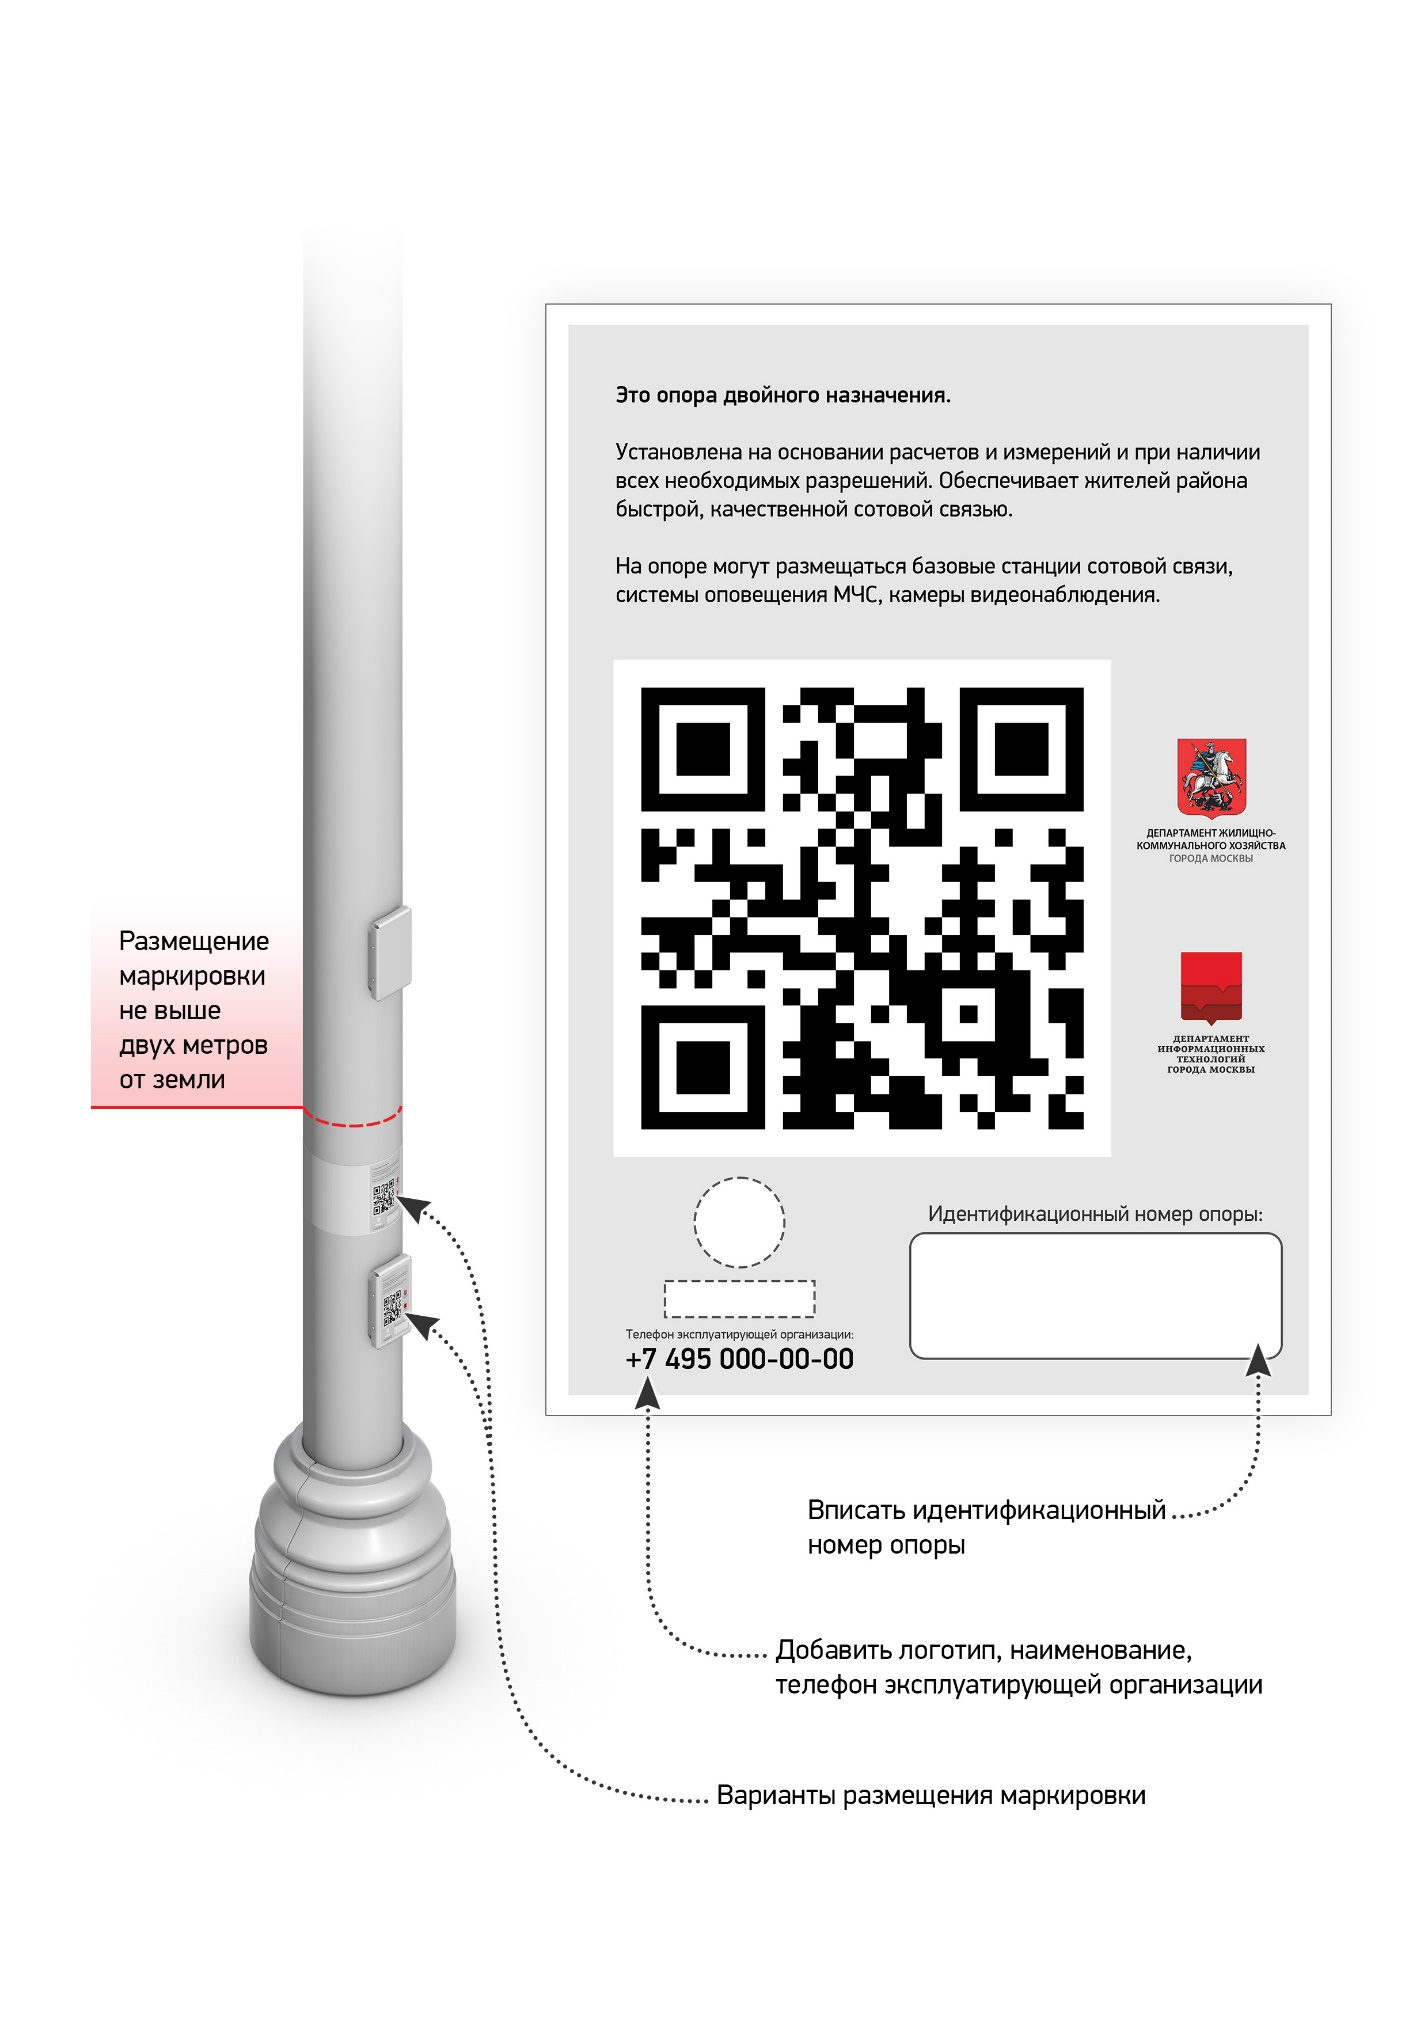 Это опора двойного назначения.
Установлена на основании расчетов и измерений и при наличии
всех необходимых разрешений. Обеспечивает жителей района
быстрой, качественной сотовой связью.
На опоре могут размещаться базовые станции сотовой связи,
системы оповещения МЧС, камеры видеонаблюдения.
ДЕПАРТАМЕНТ ЖИЛИЩНО-
КОММУНАЛЬНОГО ХОЗЯЙСТВА
ГОРОДА МОСКВЫ
Размещение
маркировки
не выше
двух метров
от земли
ДЕПАРТАМЕНТ
ИНФОРМАЦИОННЫХ
ТЕХНОЛОГИЙ
ГОРОДА МОСКВЫ
Идентификационный номер опоры:
Телефон эксплуатирующей организации:
+7 495 000-00-00
Вписать идентификационный
номер опоры
Добавить логотип, наименование,
телефон эксплуатирующей организации
Варианты размещения маркировки